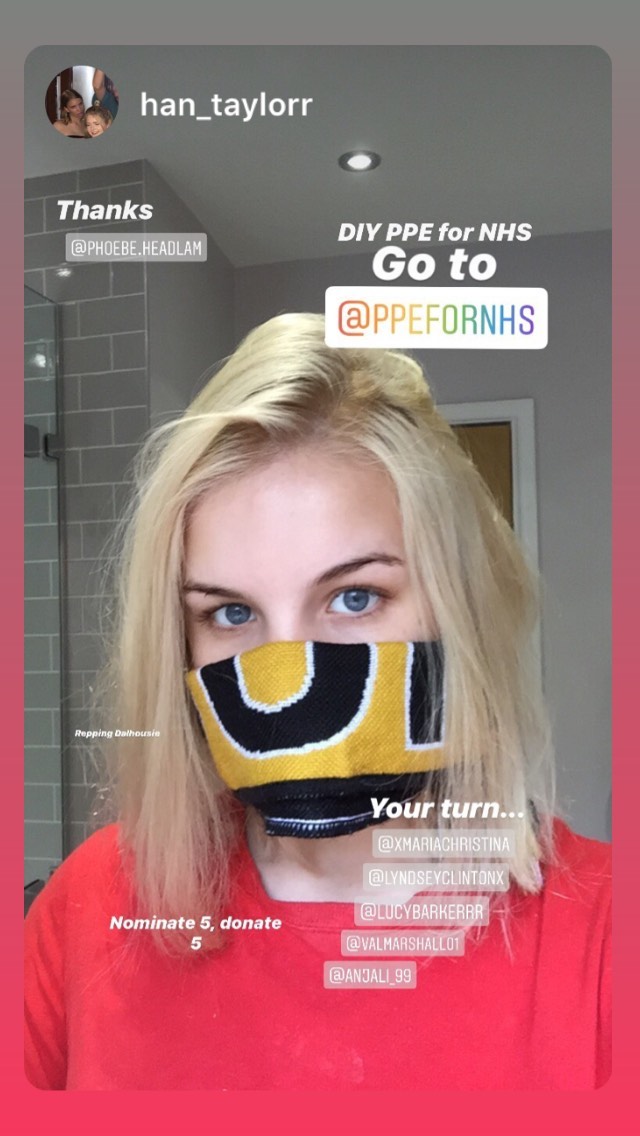 han_taylorr
Thanks
@PHOEBE.HEADLAM
DIY PPE for NHS
Go to
@PPEFORNHS
Repping Dalhousie
Your turn...
@XMARIACHRISTINA
@LYNDSEYCLINTONX
@LUCYBARKERRR
@VALMARSHALL01
@ANJALI_99
Nominate 5, donate
5